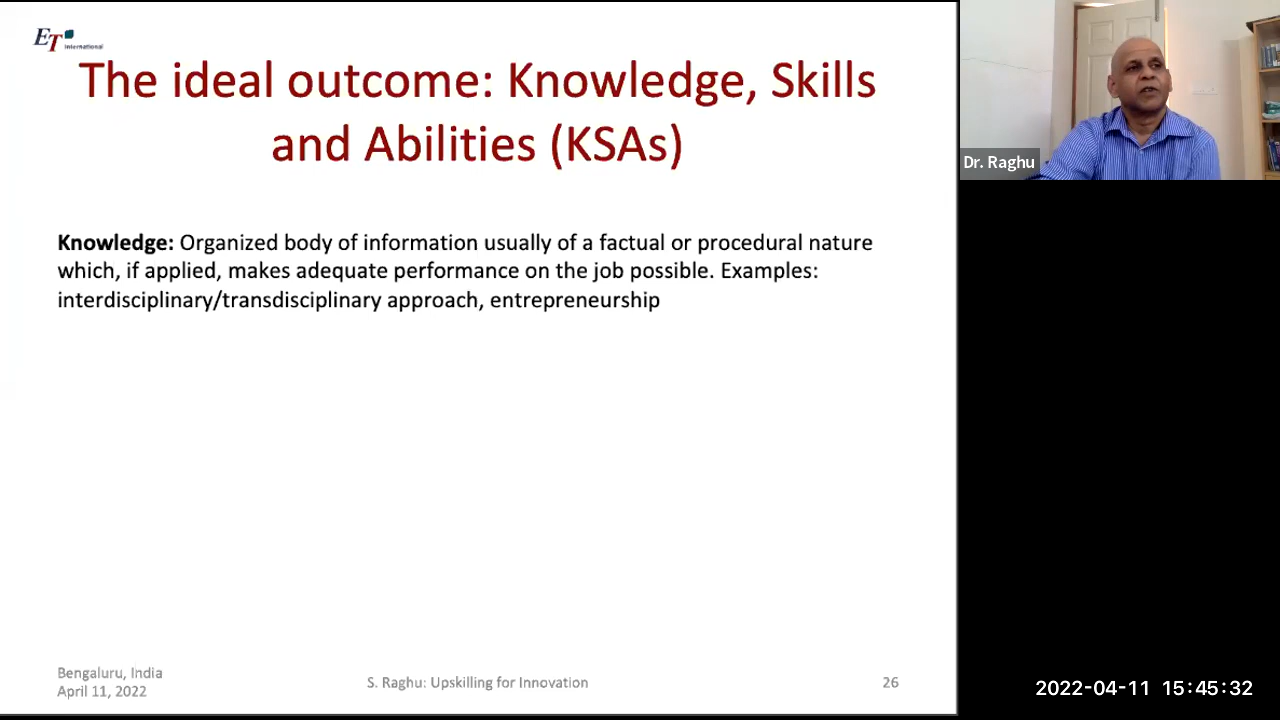 ET International
The ideal outcome: Knowledge, Skills
and Abilities (KSAs)
Knowledge: Organized body of information usually of a factual or procedural nature
which, if applied, makes adequate performance on the job possible. Examples:
interdisciplinary/transdisciplinary approach, entrepreneurship
Bengaluru, India
April 11, 2022
S. Raghu: Upskilling for Innovation
26
Dr. Raghu
2022-04-11 15:45:32